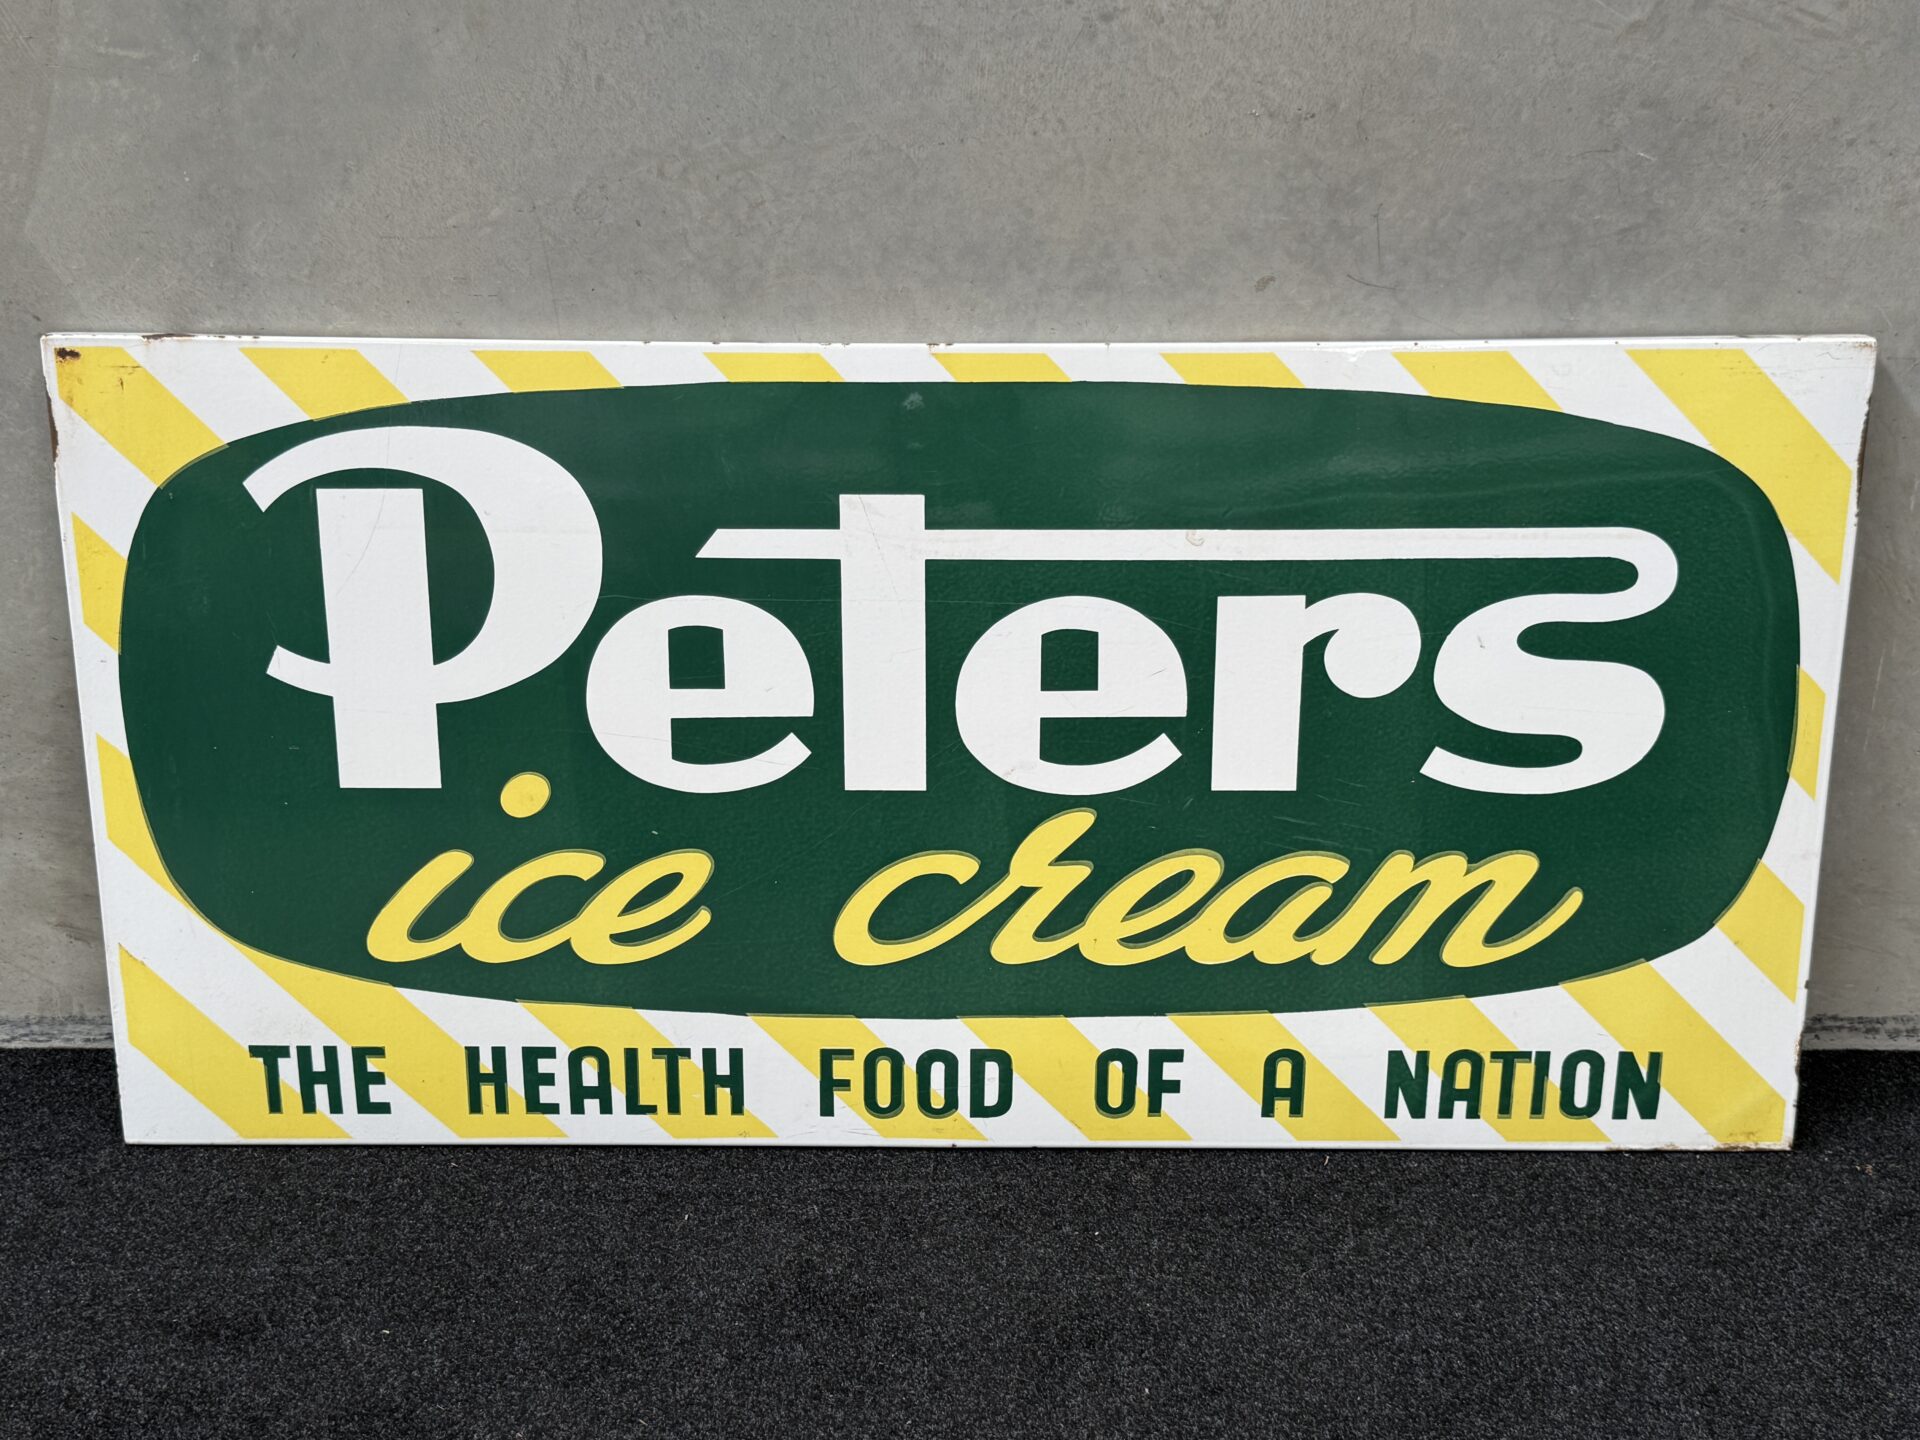 Peters
ice cream
THE HEALTH FOOD OF A NATION